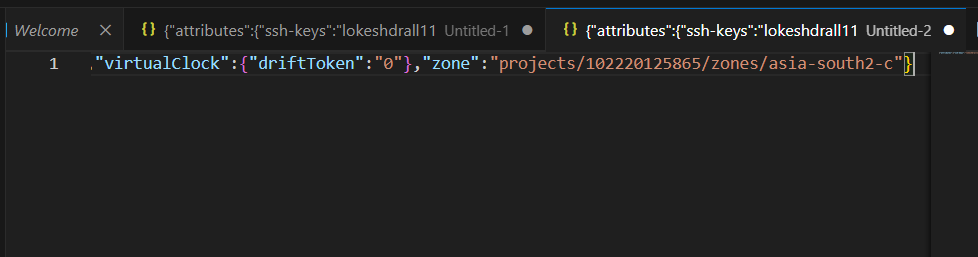 Welcome
{"attributes":{"ssh-keys":"lokeshdrall11 Untitled-1
{"attributes":{"ssh-keys":"lokeshdrall11 Untitled-2
1 ,"virtualClock":{"driftToken":"0"},"zone":"projects/102220125865/zones/asia-south2-c"}